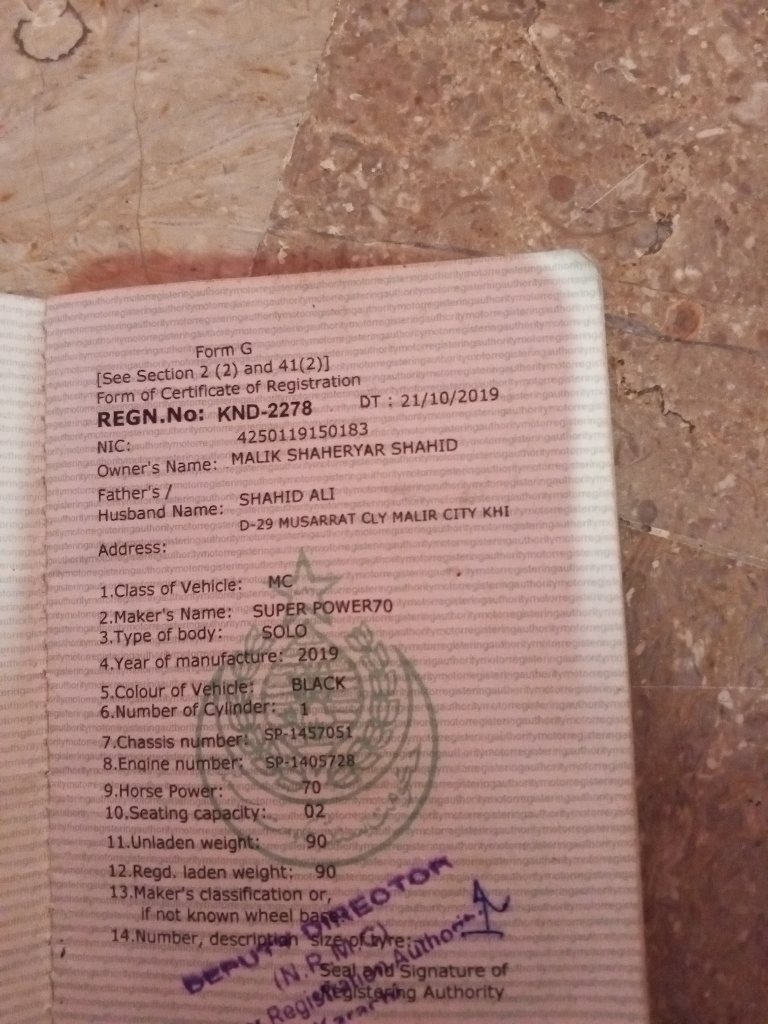 Form G
[See Section 2 (2) and 41(2)]
Form of Certificate of Registration
REGN.No: KND-2278 DT : 21/10/2019
NIC: 4250119150183
Owner's Name: MALIK SHAHERYAR SHAHID
Father's /
Husband Name: SHAHID ALI
D-29 MUSARRAT CLY MALIR CITY KHI
Address:
1.Class of Vehicle: MC
2.Maker's Name: SUPER POWER70
3.Type of body: SOLO
4.Year of manufacture: 2019
5.Colour of Vehicle: BLACK
6.Number of Cylinder: 1
7.Chassis number: SP-1457051
8.Engine number: SP-1405728
9.Horse Power: 70
10.Seating capacity: 02
11.Unladen weight: 90
12.Regd. laden weight: 90
13.Maker's classification or,
if not known wheel base
14.Number, description size of tyre:
Seal and Signature of
Registering Authority
DEPUTY DIRECTOR
(N.R.M.C)
Registration Authority
Karachi